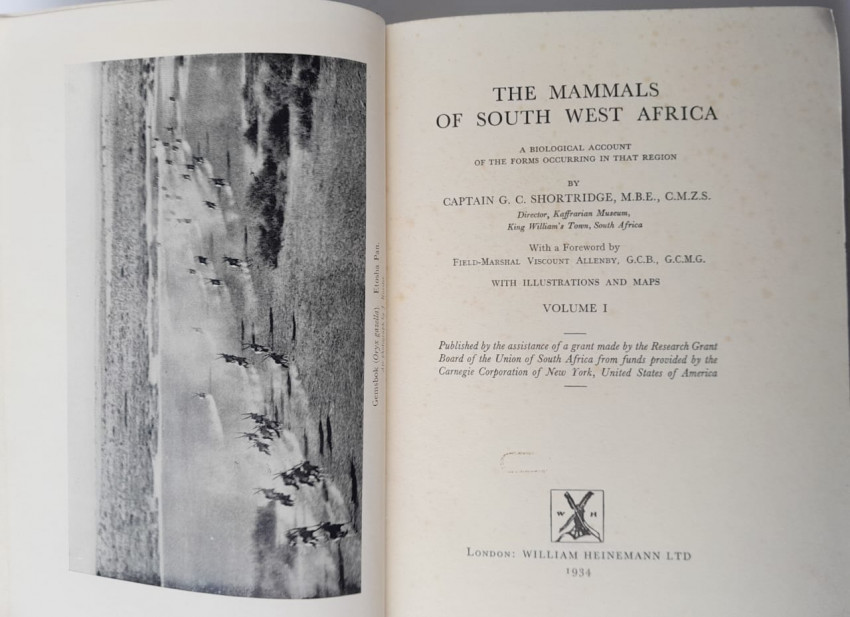 Gemsbok (Oryx gazella) Etosha Pan.
THE MAMMALS
OF SOUTH WEST AFRICA
A BIOLOGICAL ACCOUNT
OF THE FORMS OCCURRING IN THAT REGION
BY
CAPTAIN G. C. SHORTRIDGE, M.B.E., C.M.Z.S.
Director, Kaffrarian Museum,
King William's Town, South Africa
With a Foreword by
FIELD-MARSHAL VISCOUNT ALLENBY, G.C.B., G.C.M.G.
WITH ILLUSTRATIONS AND MAPS
VOLUME I
Published by the assistance of a grant made by the Research Grant
Board of the Union of South Africa from funds provided by the
Carnegie Corporation of New York, United States of America
W H
LONDON: WILLIAM HEINEMANN LTD
1934